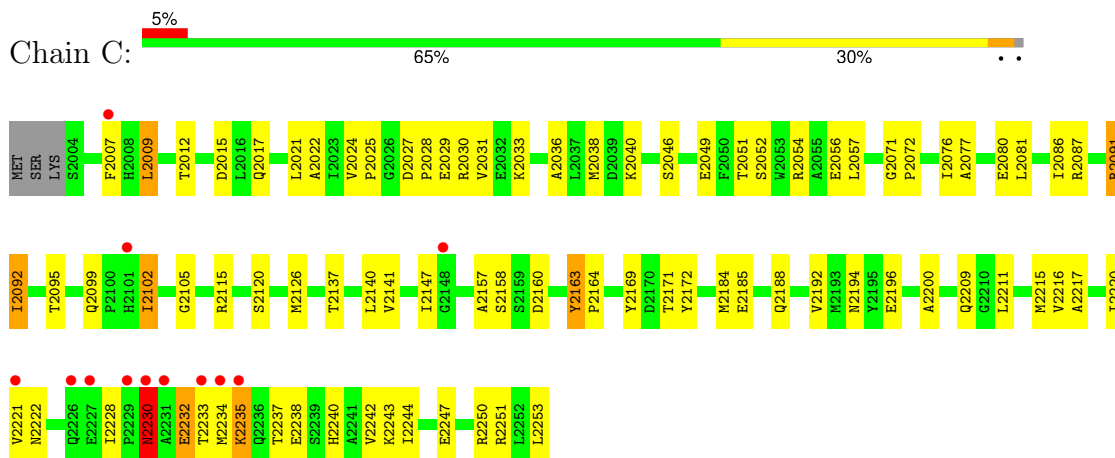 5%
Chain C:
65% 30% • •
MET SER LYS S2004 F2007 H2008 L2009 T2012 D2015 L2016 Q2017 L2021 A2022 I2023 V2024 P2025 G2026 D2027 P2028 E2029 R2030 V2031 E2032 K2033 A2036 L2037 M2038 D2039 K2040 S2046 E2049 F2050 T2051 S2052 W2053 R2054 A2055 E2056 L2057 G2071 P2072 I2076 A2077 E2080 L2081 I2086 R2087
I2092 T2095 Q2099 P2100 H2101 I2102 G2105 R2115 S2120 M2126 T2137 L2140 V2141 I2147 G2148 A2157 S2158 S2159 D2160 Y2163 P2164 Y2169 D2170 T2171 Y2172 M2184 E2185 Q2188 V2192 M2193 N2194 Y2195 E2196 A2200 Q2209 G2210 L2211 M2215 V2216 A2217
V2221 N2222 Q2226 E2227 I2228 P2229 N2230 A2231 E2232 T2233 M2234 K2235 Q2236 T2237 E2238 S2239 H2240 A2241 V2242 K2243 I2244 E2247 R2250 R2251 L2252 L2253